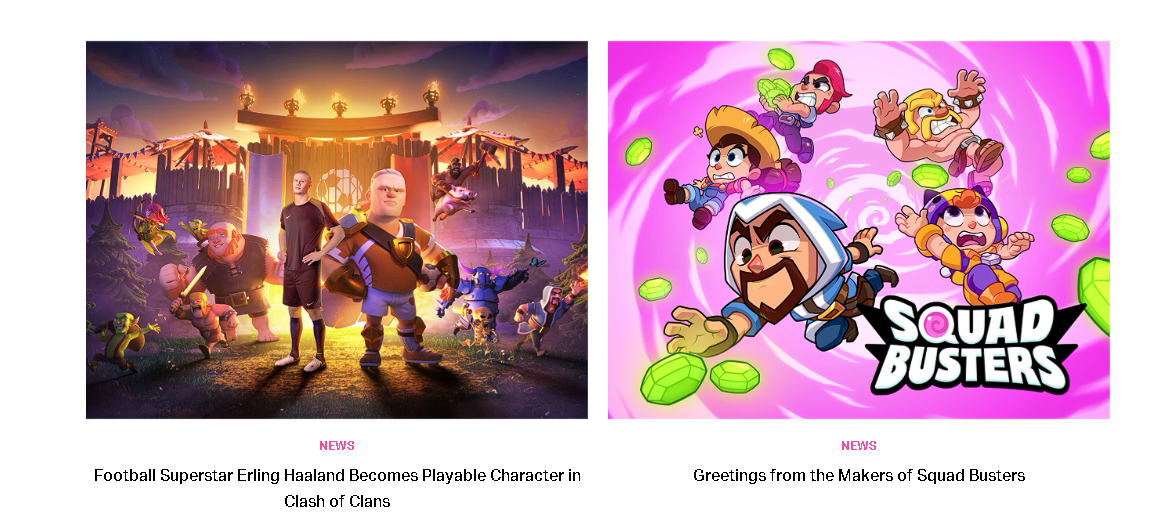 SQUAD
BUSTERS
NEWS
Football Superstar Erling Haaland Becomes Playable Character in
Clash of Clans
NEWS
Greetings from the Makers of Squad Busters